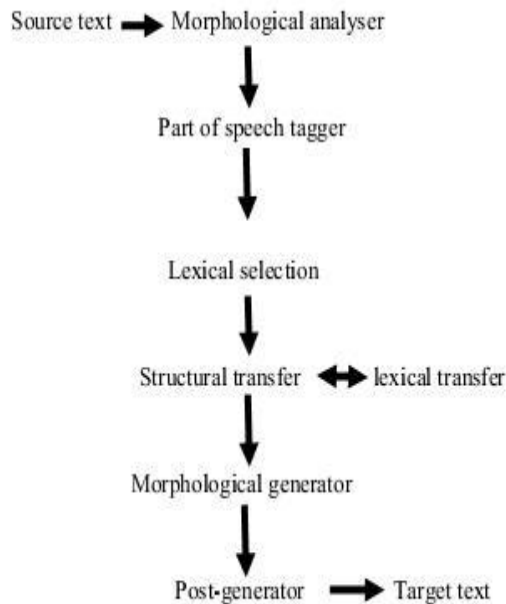 Source text Morphological analyser
Part of speech tagger
Lexical selection
Structural transfer lexical transfer
Morphological generator
Post-generator Target text